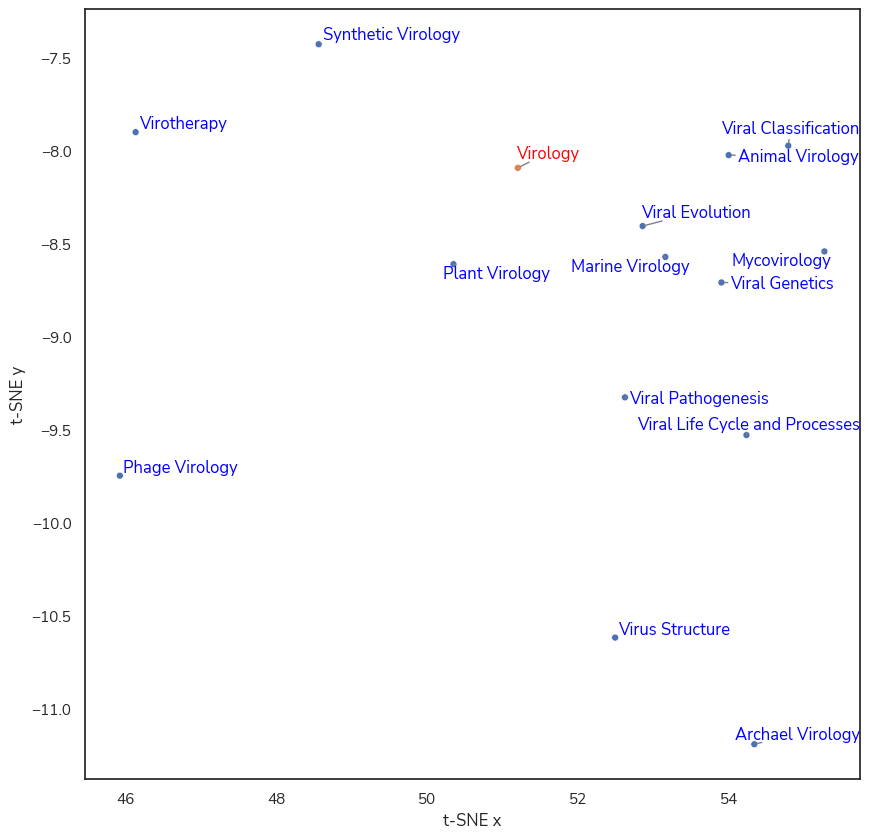 Synthetic Virology
−7.5
Virotherapy
Viral Classification
Virology
−8.0
Animal Virology
Viral Evolution
−8.5
Mycovirology
Marine Virology
Plant Virology
Viral Genetics
−9.0
t-SNE y
Viral Pathogenesis
Viral Life Cycle and Processes
−9.5
Phage Virology
−10.0
−10.5
Virus Structure
−11.0
Archael Virology
46 48 50 52 54
t-SNE x